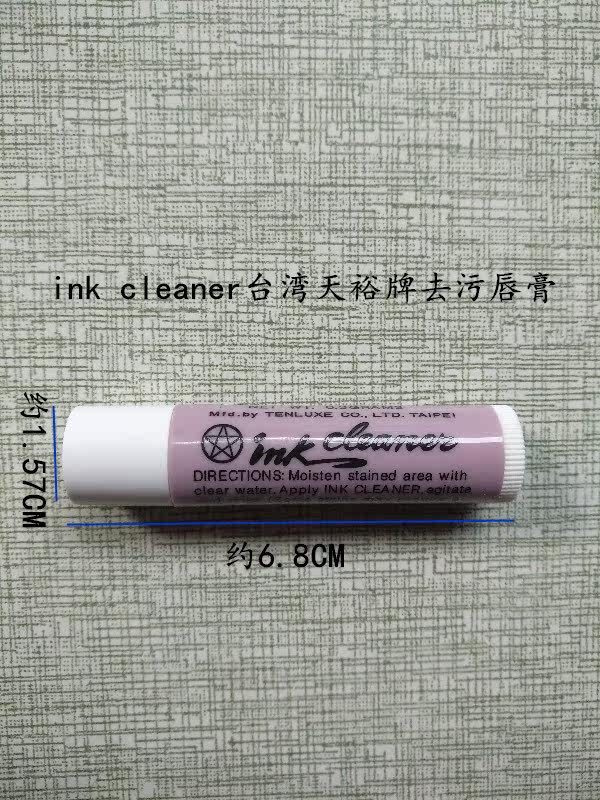 ink cleaner台湾天裕牌去污唇膏
Mfd.by TENLUXE CO., LTD. TAIPEI
ink cleaner
DIRECTIONS: Moisten stained area with
clear water. Apply INK CLEANER, agitate
约1.57CM
约6.8CM